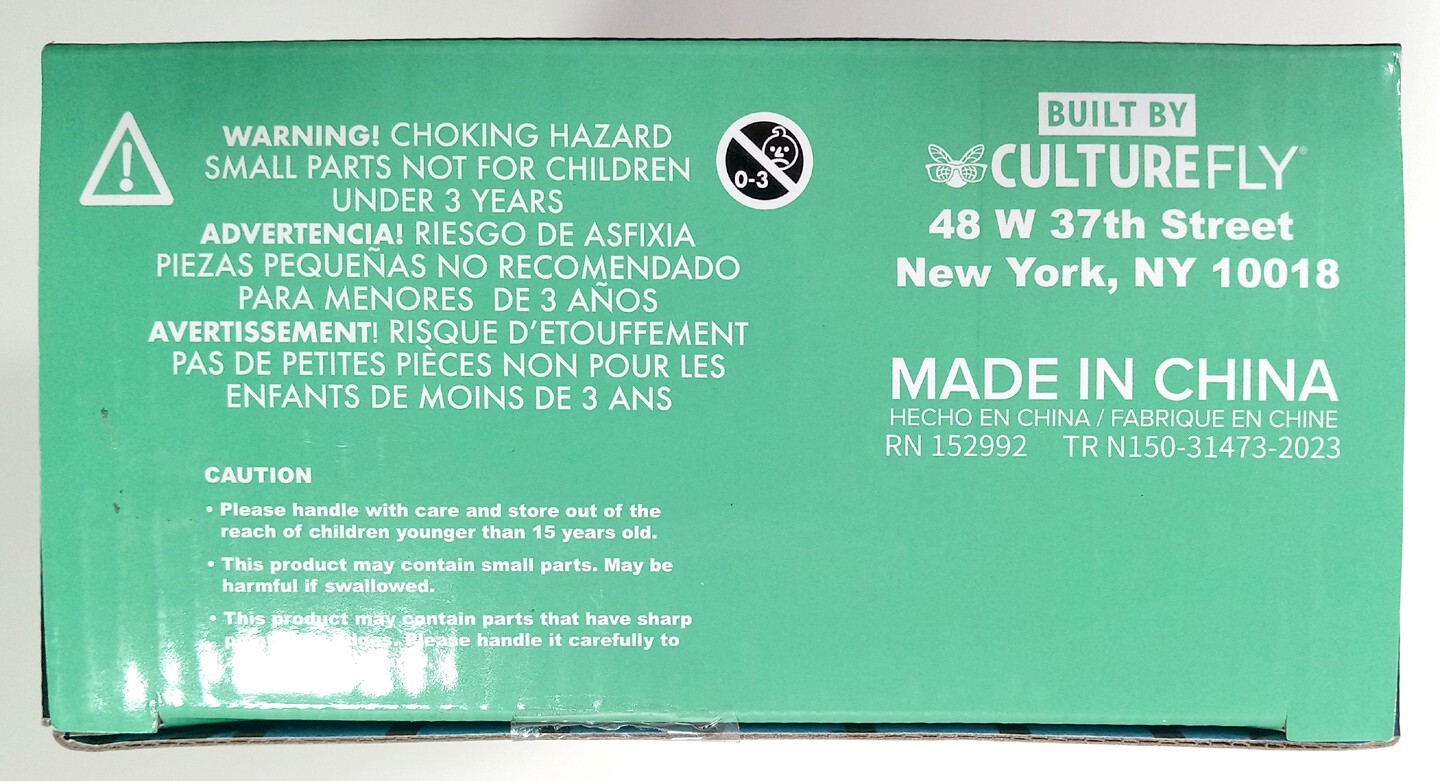 WARNING! CHOKING HAZARD
SMALL PARTS NOT FOR CHILDREN
UNDER 3 YEARS
ADVERTENCIA! RIESGO DE ASFIXIA
PIEZAS PEQUEÑAS NO RECOMENDADO
PARA MENORES DE 3 AÑOS
AVERTISSEMENT! RISQUE D'ETOUFFEMENT
PAS DE PETITES PIÈCES NON POUR LES
ENFANTS DE MOINS DE 3 ANS
0-3
CAUTION
• Please handle with care and store out of the
reach of children younger than 15 years old.
• This product may contain small parts. May be
harmful if swallowed.
• This product may contain parts that have sharp
Please handle it carefully to
BUILT BY
CULTUREFLY®
48 W 37th Street
New York, NY 10018
MADE IN CHINA
HECHO EN CHINA / FABRIQUE EN CHINE
RN 152992 TR N150-31473-2023